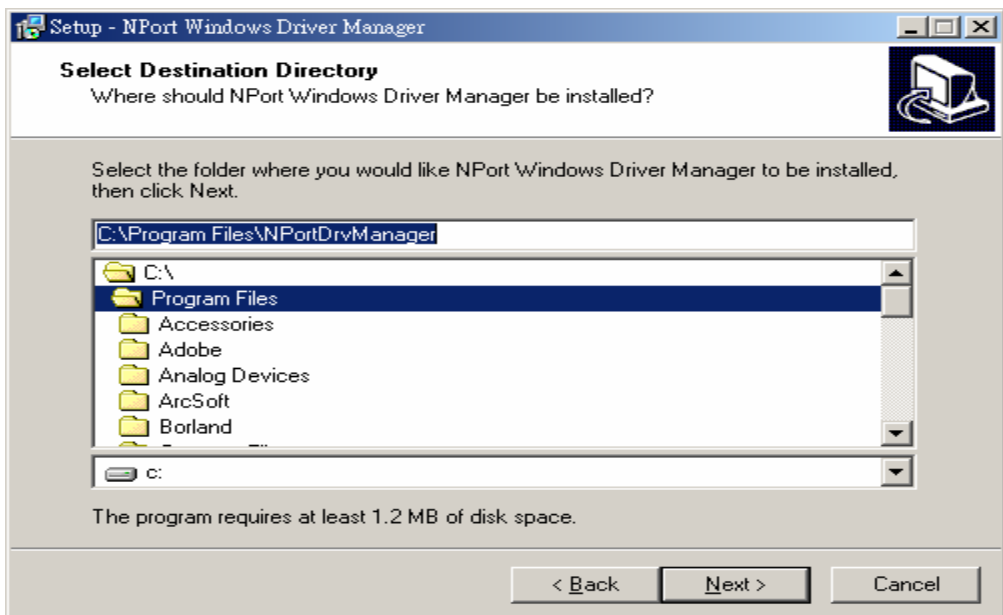 Setup - NPort Windows Driver Manager
Select Destination Directory
Where should NPort Windows Driver Manager be installed?
Select the folder where you would like NPort Windows Driver Manager to be installed,
then click Next.
C:\Program Files\NPortDrvManager
C:\
Program Files
Accessories
Adobe
Analog Devices
ArcSoft
Borland
c:
The program requires at least 1.2 MB of disk space.
< Back
Next >
Cancel